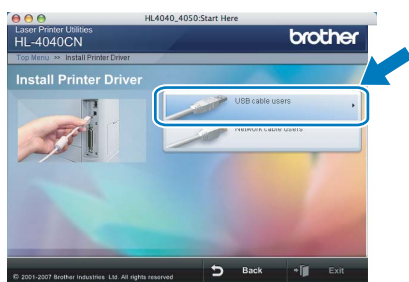 HL4040_4050:Start Here
Laser Printer Utilities
HL-4040CN
brother
Top Menu >> Install Printer Driver
Install Printer Driver
USB cable users
Network cable users
© 2001-2007 Brother Industries Ltd. All rights reserved
Back
Exit